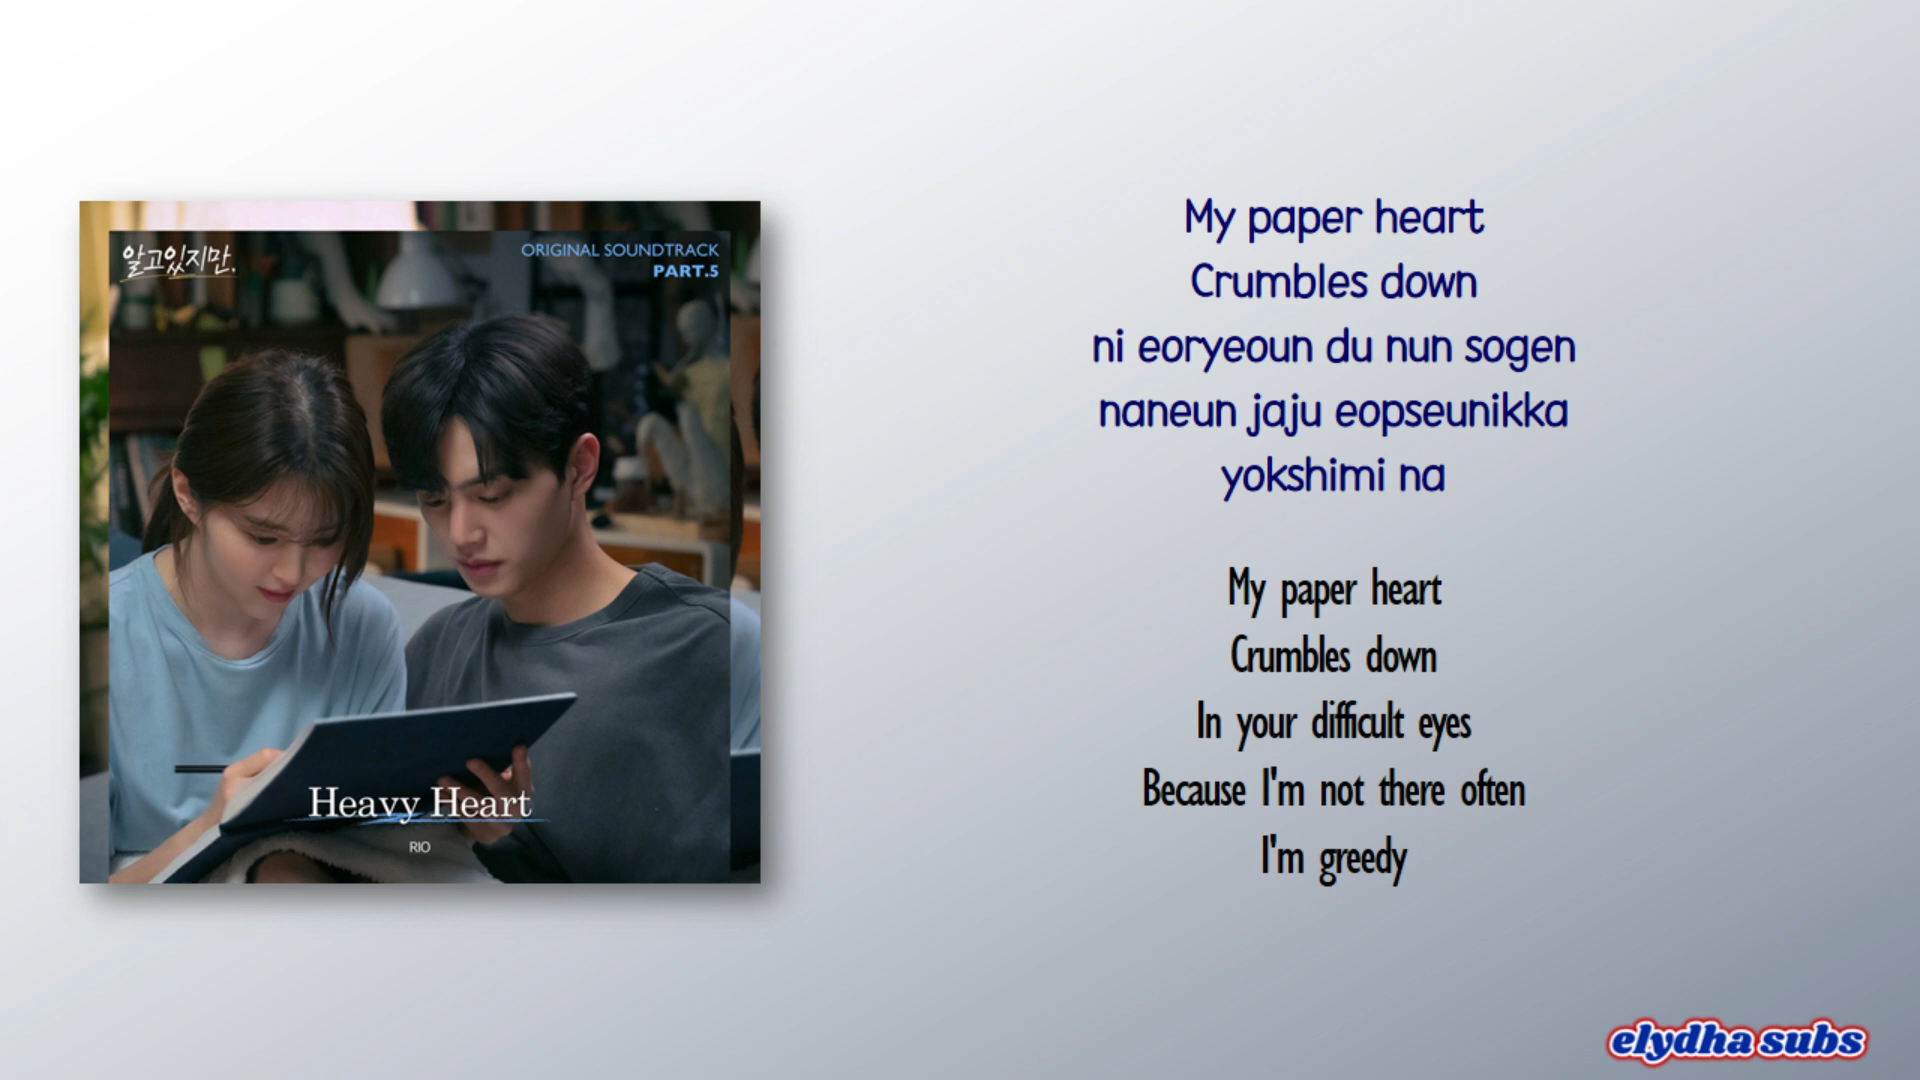 알고있지만,
ORIGINAL SOUNDTRACK
PART.5
Heavy Heart
RIO
My paper heart
Crumbles down
ni eoryeoun du nun sogen
naneun jaju eopseunikka
yokshimi na
My paper heart
Crumbles down
In your difficult eyes
Because I'm not there often
I'm greedy
elydha subs